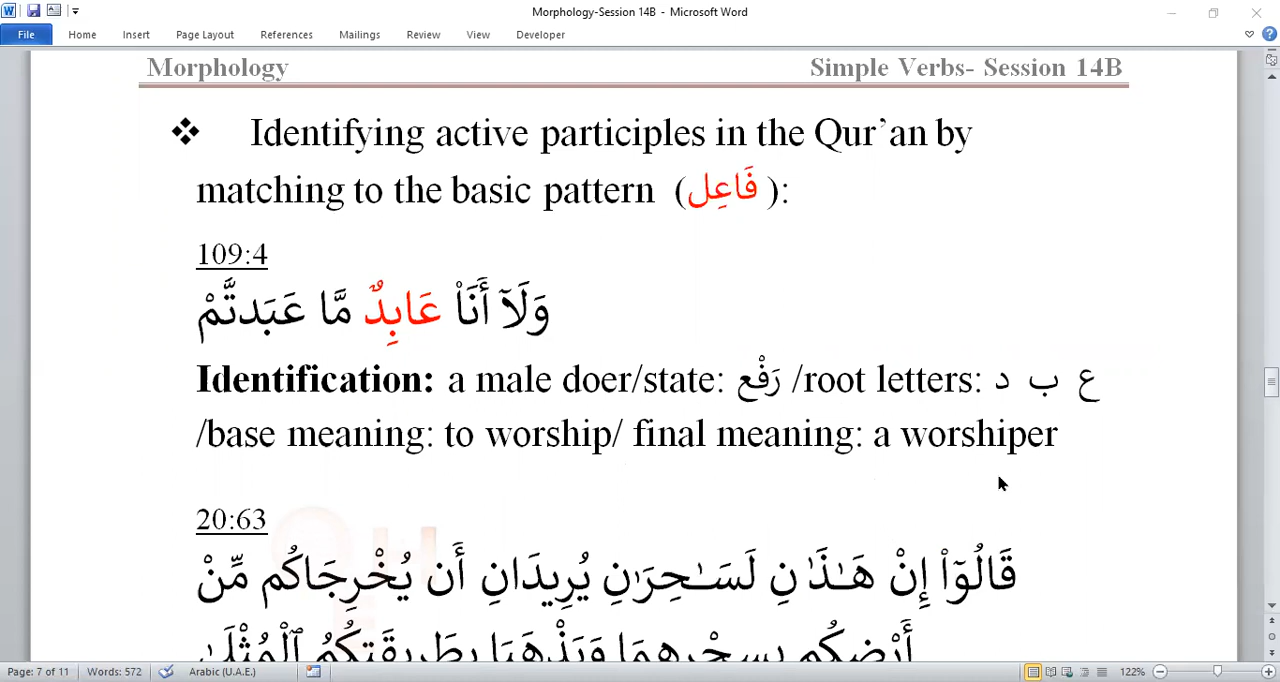 Morphology-Session 14B - Microsoft Word
File Home Insert Page Layout References Mailings Review View Developer
Morphology Simple Verbs- Session 14B
❖ Identifying active participles in the Qur’an by
matching to the basic pattern (فَاعِل ):
109:4
وَلَآ أَنَا۠ عَابِدٌ مَّا عَبَدتُّمْ
Identification: a male doer/state: رَفْع /root letters: ع ب د
/base meaning: to worship/ final meaning: a worshiper
20:63
قَالُوٓا۟ إِنْ هَـٰذَٰنِ لَسَـٰحِرَٰنِ يُرِيدَانِ أَن يُخْرِجَاكُم مِّنْ
أَرْضِكُم بِسِحْرِهِمَا وَيَذْهَبَا بِطَرِيقَتِكُمُ ٱلْمُثْلَىٰ
Page: 7 of 11 Words: 572 Arabic (U.A.E.) 122%